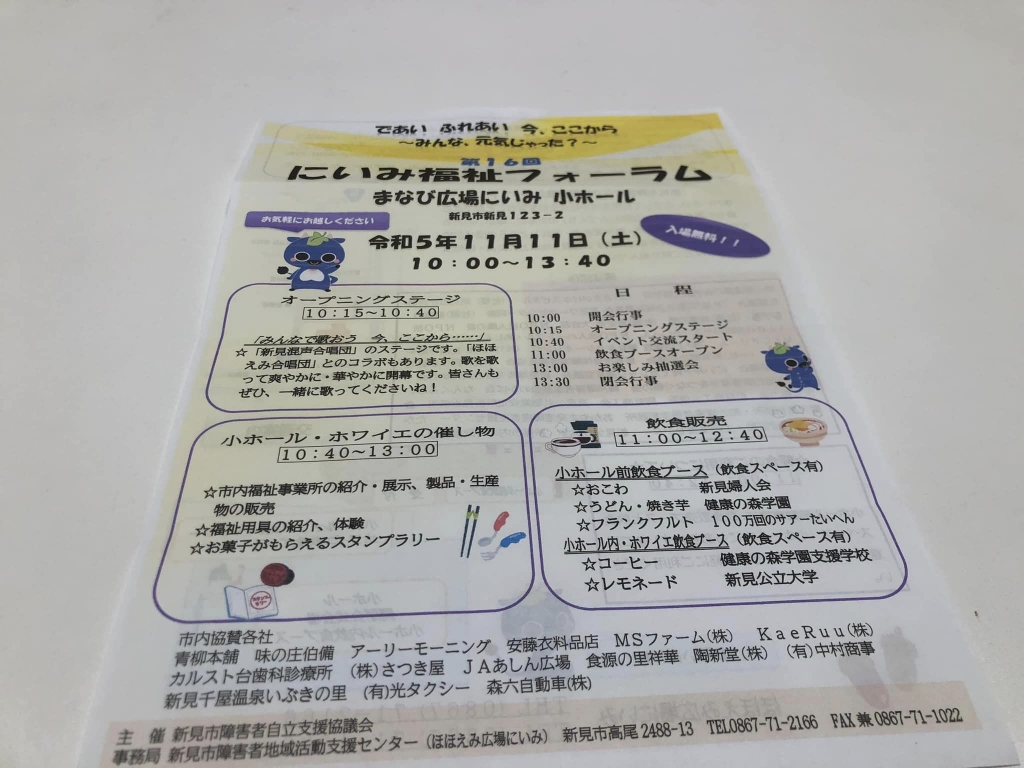 であい ふれあい 今、ここから
～みんな、元気じゃった？～
第１６回
にいみ福祉フォーラム
まなび広場にいみ 小ホール
新見市新見１２３－２
お気軽にお越しください
令和５年１１月１１日（土）
入場無料！！
１０：００～１３：４０
オープニングステージ
１０：１５～１０：４０
「みんなで歌おう 今、ここから……」
☆「新見混声合唱団」のステージです。「ほほ
えみ合唱団」とのコラボもあります。歌を歌
って爽やかに・華やかに開幕です。皆さんも
ぜひ、一緒に歌ってくださいね！
日 程
10:00 開会行事
10:15 オープニングステージ
10:40 イベント交流スタート
11:00 飲食ブースオープン
13:00 お楽しみ抽選会
13:30 閉会行事
小ホール・ホワイエの催し物
１０：４０～１３：００
☆市内福祉事業所の紹介・展示、製品・生産
物の販売
☆福祉用具の紹介、体験
☆お菓子がもらえるスタンプラリー
スタンプ
ラリー
飲食販売
１１：００～１２：４０
小ホール前飲食ブース（飲食スペース有）
☆おこわ 新見婦人会
☆うどん・焼き芋 健康の森学園
☆フランクフルト １００万回のサアーたいへん
小ホール内・ホワイエ飲食ブース（飲食スペース有）
☆コーヒー 健康の森学園支援学校
☆レモネード 新見公立大学
市内協賛各社
青柳本舗 味の庄伯備 アーリーモーニング 安藤衣料品店 ＭＳファーム(株) ＫａｅＲｕｕ(株)
カルスト台歯科診療所 （株)さつき屋 ＪＡあしん広場 食源の里祥華 陶新堂(株) （有)中村商事
新見千屋温泉いぶきの里 （有)光タクシー 森六自動車(株)
主 催 新見市障害者自立支援協議会
事務局 新見市障害者地域活動支援センター（ほほえみ広場にいみ） 新見市高尾2488-13 TEL0867-71-2166 FAX兼0867-71-1022